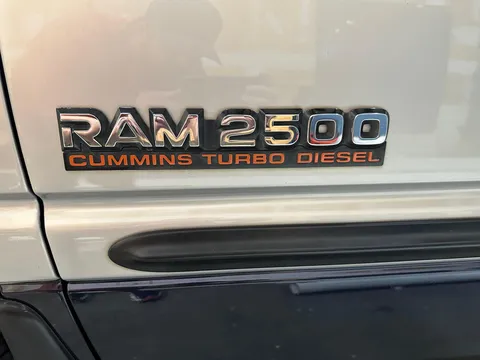 RAM 2500
CUMMINS TURBO DIESEL